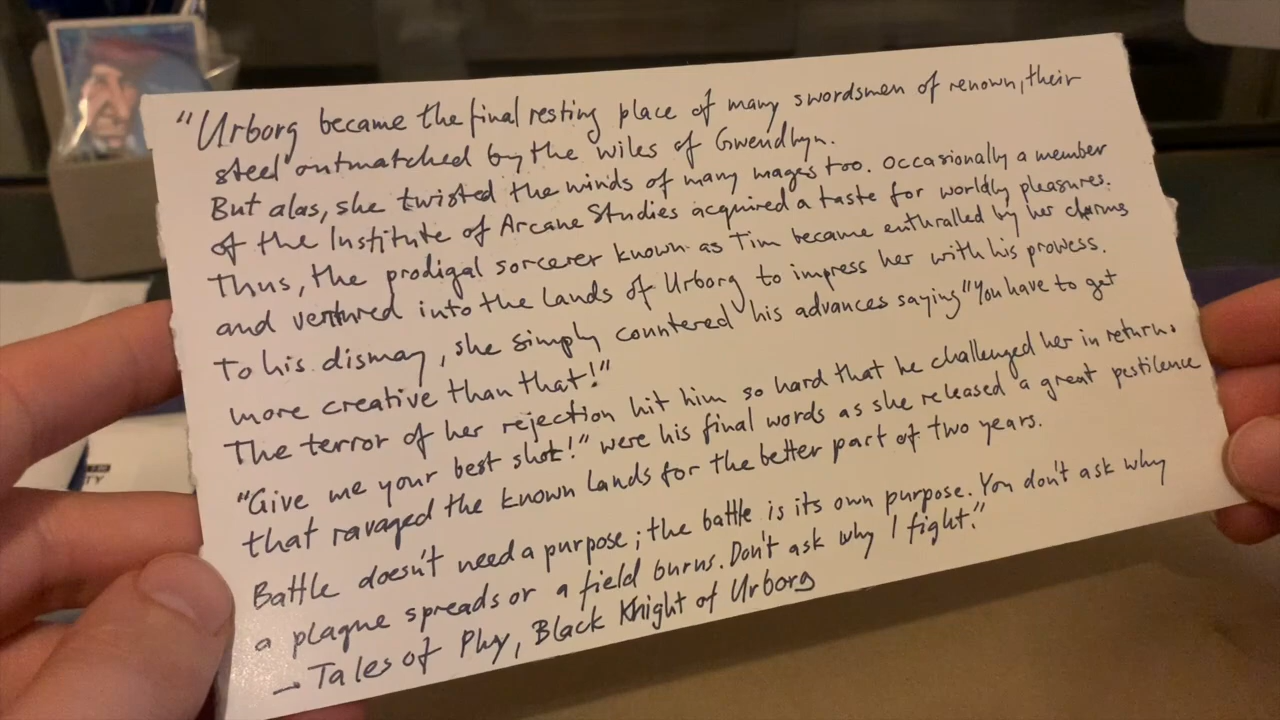 "Urborg became the final resting place of many swordsmen of renown, their
steel outmatched by the wiles of Gwendlyn.
But alas, she twisted the minds of many mages too. Occasionally a member
of the Institute of Arcane Studies acquired a taste for worldly pleasures.
Thus, the prodigal sorcerer known as Tim became enthralled by her charms
and ventured into the lands of Urborg to impress her with his prowess.
To his dismay, she simply countered his advances saying "You have to get
more creative than that!"
The terror of her rejection hit him so hard that he challenged her in return.
"Give me your best shot!" were his final words as she released a great pestilence
that ravaged the known lands for the better part of two years.
Battle doesn't need a purpose; the battle is its own purpose. You don't ask why
a plague spreads or a field burns. Don't ask why I fight."
— Tales of Phy, Black Knight of Urborg
TY